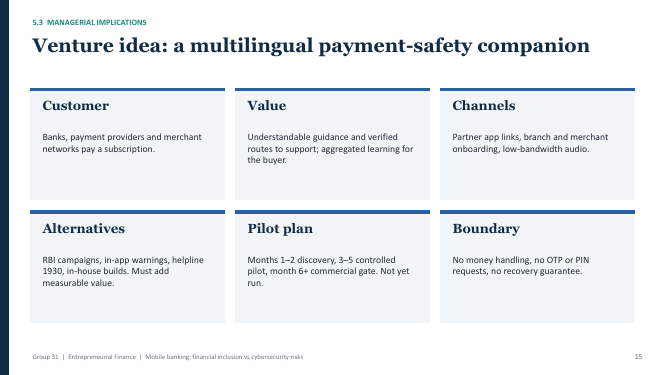 5.3 MANAGERIAL IMPLICATIONS
Venture idea: a multilingual payment-safety companion
Customer
Banks, payment providers and merchant
networks pay a subscription.
Value
Understandable guidance and verified
routes to support; aggregated learning for
the buyer.
Channels
Partner app links, branch and merchant
onboarding, low-bandwidth audio.
Alternatives
RBI campaigns, in-app warnings, helpline
1930, in-house builds. Must add
measurable value.
Pilot plan
Months 1–2 discovery, 3–5 controlled
pilot, month 6+ commercial gate. Not yet
run.
Boundary
No money handling, no OTP or PIN
requests, no recovery guarantee.
Group 31 | Entrepreneurial Finance | Mobile banking: financial inclusion vs cybersecurity risks
15